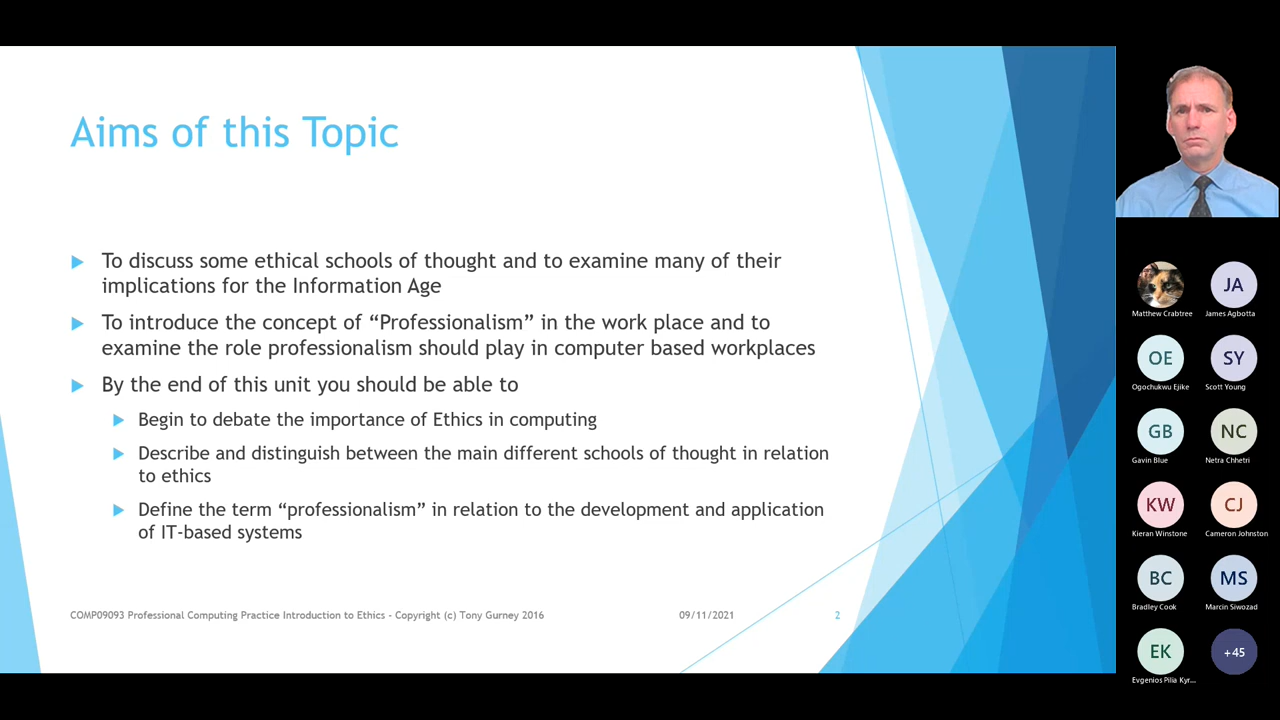 Aims of this Topic
To discuss some ethical schools of thought and to examine many of their
implications for the Information Age
To introduce the concept of “Professionalism” in the work place and to
examine the role professionalism should play in computer based workplaces
By the end of this unit you should be able to
Begin to debate the importance of Ethics in computing
Describe and distinguish between the main different schools of thought in relation
to ethics
Define the term “professionalism” in relation to the development and application
of IT-based systems
COMP09093 Professional Computing Practice Introduction to Ethics - Copyright (c) Tony Gurney 2016
09/11/2021
2
JA
Matthew Crabtree
James Agbotta
OE
SY
Ogochukwu Ejike
Scott Young
GB
NC
Gavin Blue
Netra Chhetri
KW
CJ
Kieran Winstone
Cameron Johnston
BC
MS
Bradley Cook
Marcin Siwozad
EK
+45
Evgenios Pilia Kyr...